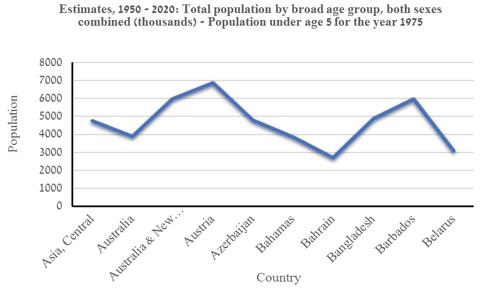 Estimates, 1950 - 2020: Total population by broad age group, both sexes
combined (thousands) - Population under age 5 for the year 1975
8000
7000
6000
5000
4000
3000
2000
1000
0
Population
Asia, Central
Australia
Australia & New...
Austria
Azerbaijan
Bahamas
Bahrain
Bangladesh
Barbados
Belarus
Country